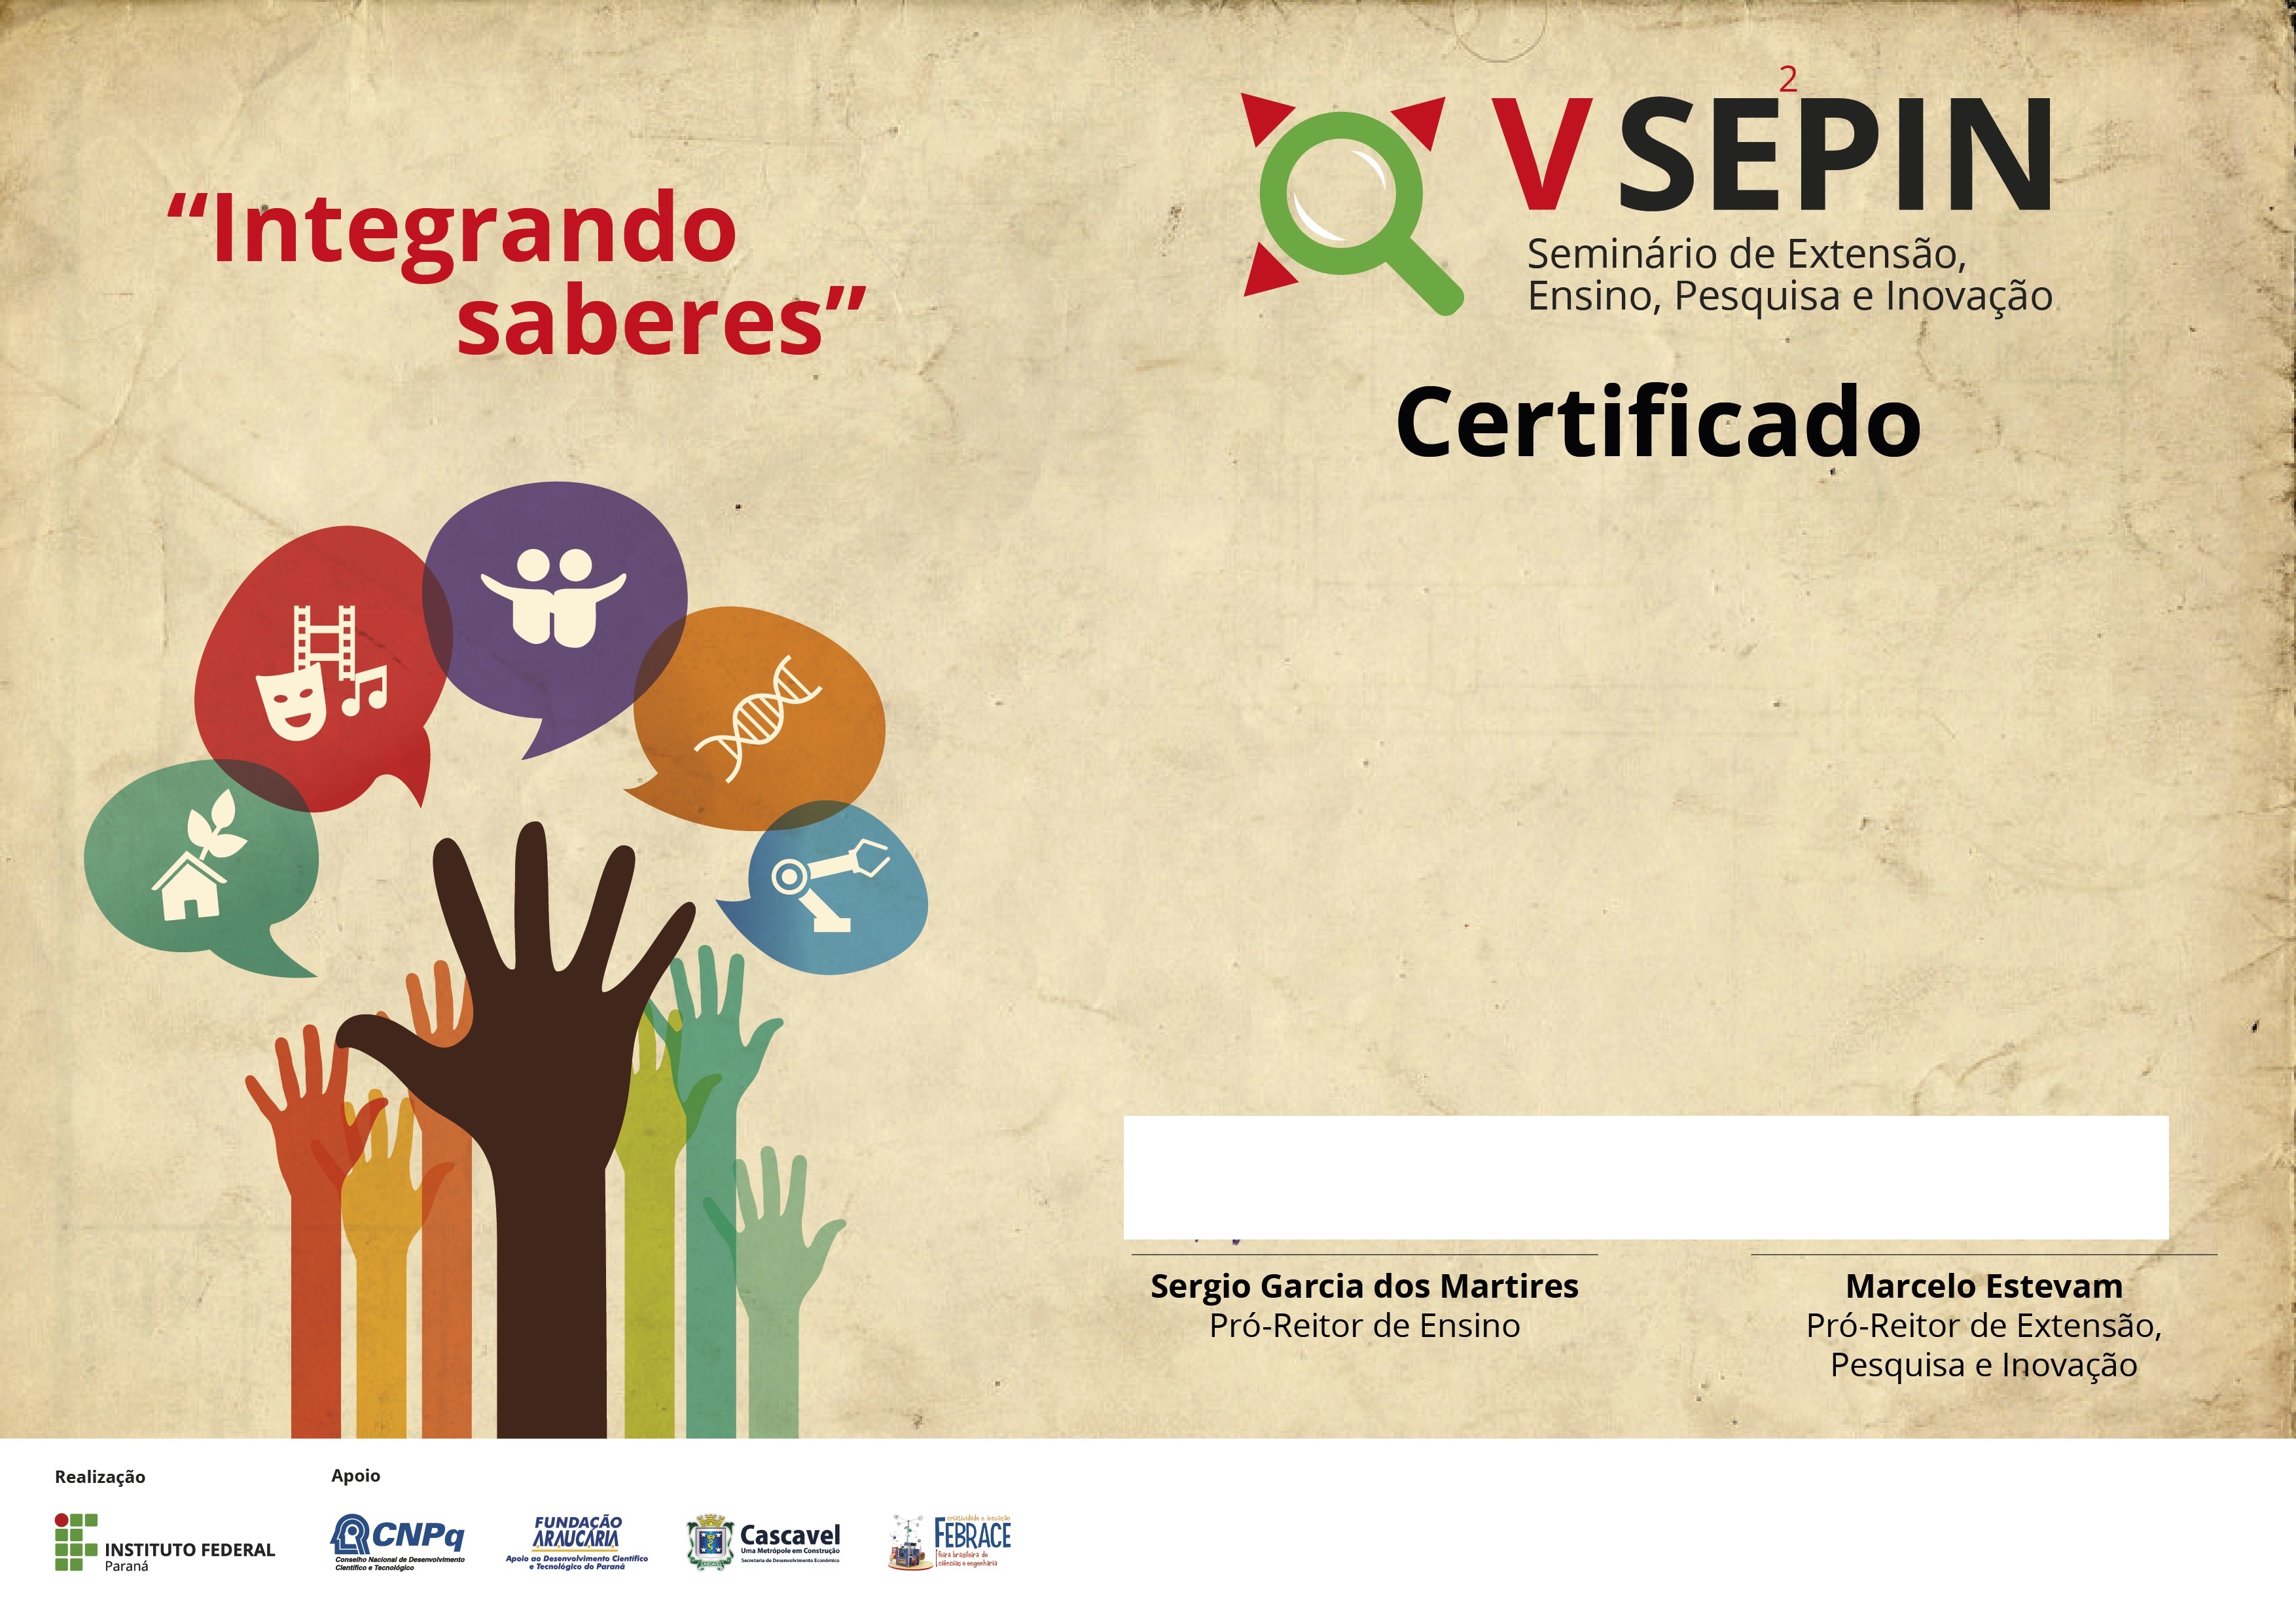 “Integrando
saberes”
V SE²PIN
Seminário de Extensão,
Ensino, Pesquisa e Inovação
Certificado
Sergio Garcia dos Martires
Pró-Reitor de Ensino
Marcelo Estevam
Pró-Reitor de Extensão,
Pesquisa e Inovação
Realização
INSTITUTO FEDERAL
Paraná
Apoio
CNPq
Conselho Nacional de Desenvolvimento
Científico e Tecnológico
FUNDAÇÃO
ARAUCÁRIA
Apoio ao Desenvolvimento Científico
e Tecnológico do Paraná
Cascavel
Uma Metrópole em Construção
Secretaria de Desenvolvimento Econômico
criatividade e inovação
FEBRACE
feira brasileira de
ciências e engenharia